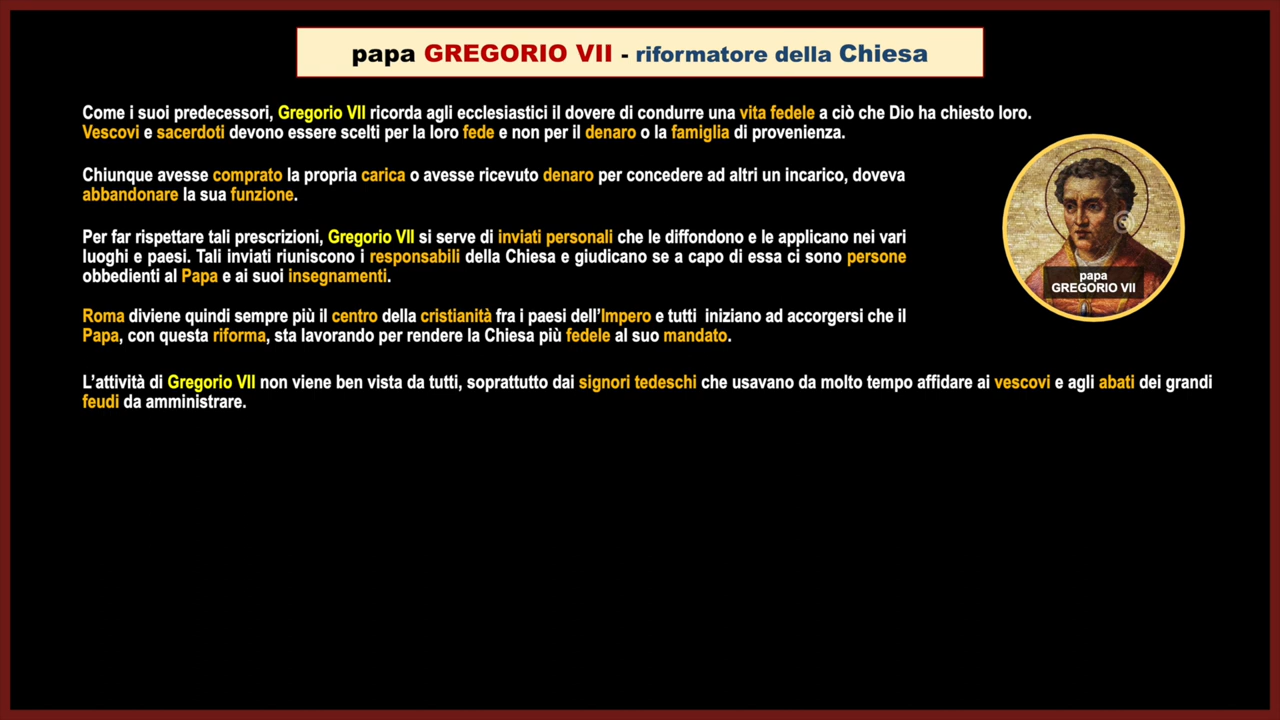 papa GREGORIO VII - riformatore della Chiesa
Come i suoi predecessori, Gregorio VII ricorda agli ecclesiastici il dovere di condurre una vita fedele a ciò che Dio ha chiesto loro.
Vescovi e sacerdoti devono essere scelti per la loro fede e non per il denaro o la famiglia di provenienza.
Chiunque avesse comprato la propria carica o avesse ricevuto denaro per concedere ad altri un incarico, doveva
abbandonare la sua funzione.
Per far rispettare tali prescrizioni, Gregorio VII si serve di inviati personali che le diffondono e le applicano nei vari
luoghi e paesi. Tali inviati riuniscono i responsabili della Chiesa e giudicano se a capo di essa ci sono persone
obbedienti al Papa e ai suoi insegnamenti.
Roma diviene quindi sempre più il centro della cristianità fra i paesi dell'Impero e tutti iniziano ad accorgersi che il
Papa, con questa riforma, sta lavorando per rendere la Chiesa più fedele al suo mandato.
L'attività di Gregorio VII non viene ben vista da tutti, soprattutto dai signori tedeschi che usavano da molto tempo affidare ai vescovi e agli abati dei grandi
feudi da amministrare.
papa
GREGORIO VII